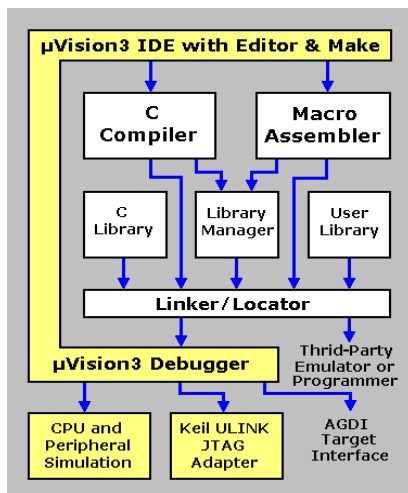 µVision3 IDE with Editor & Make
C
Compiler
Macro
Assembler
C
Library
Library
Manager
User
Library
Linker/Locator
µVision3 Debugger
Thrid-Party
Emulator or
Programmer
CPU and
Peripheral
Simulation
Keil ULINK
JTAG
Adapter
AGDI
Target
Interface